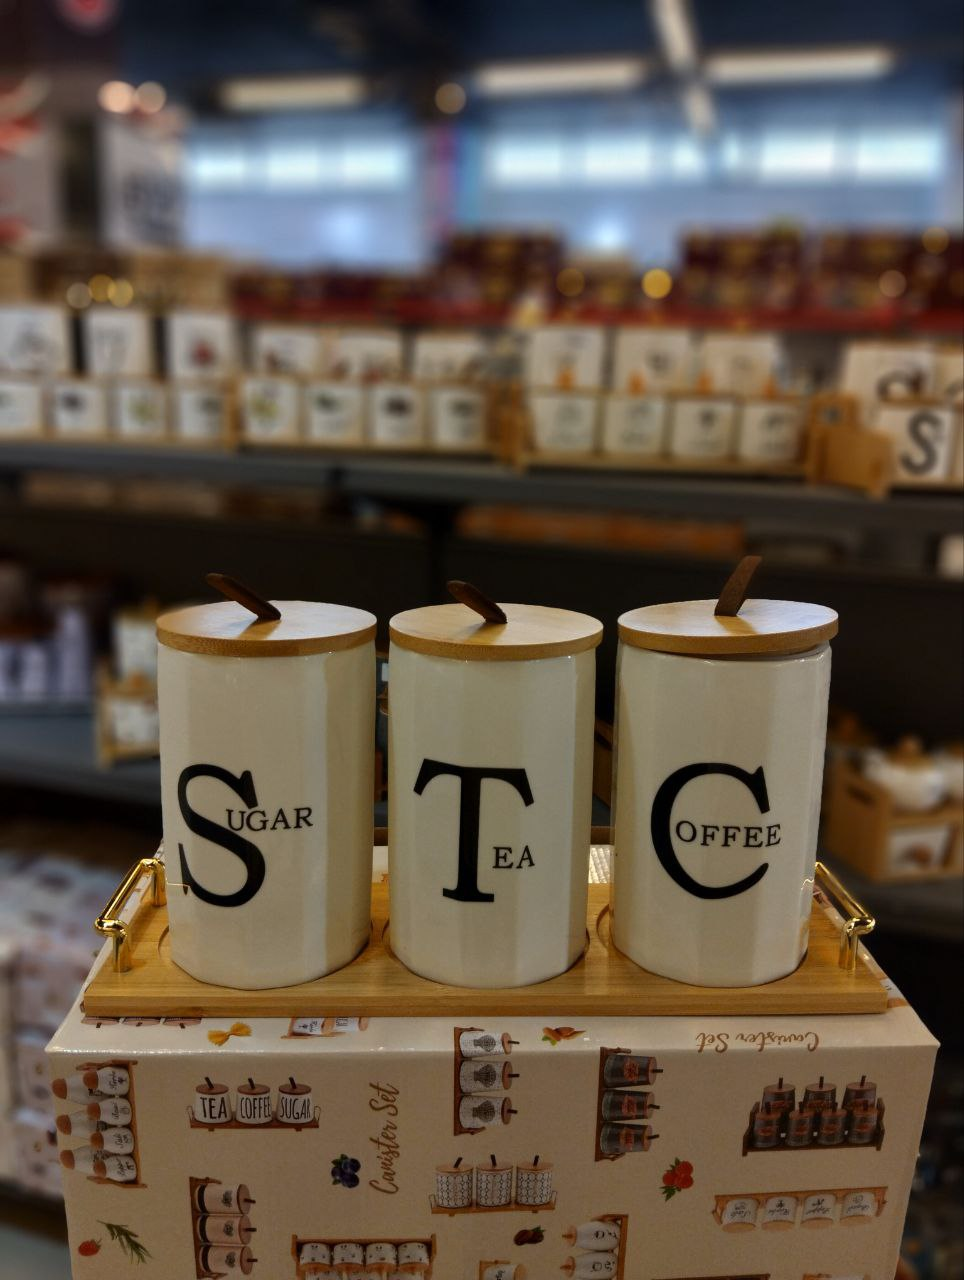 S
SUGAR
TEA
COFFEE
Canister Set
TEA COFFEE SUGAR
Canister Set